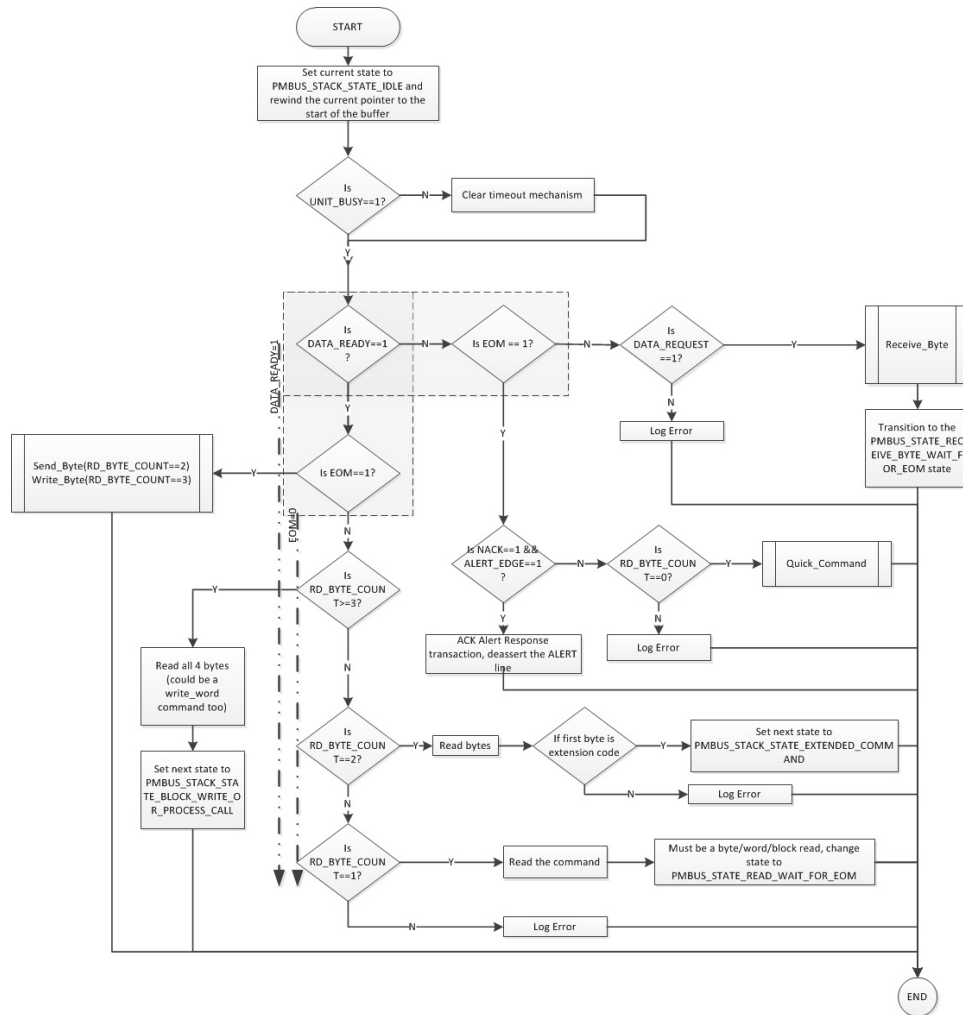 START
Set current state to
PMBUS_STACK_STATE_IDLE and
rewind the current pointer to the
start of the buffer
Is
UNIT_BUSY==1?
N
Clear timeout mechanism
Y
Is
DATA_READY==1
?
N
Is EOM == 1?
N
Is
DATA_REQUEST
==1?
Y
Receive_Byte
DATA_READY=1
Y
Y
N
Log Error
Transition to the
PMBUS_STATE_REC
EIVE_BYTE_WAIT_F
OR_EOM state
Send_Byte(RD_BYTE_COUNT==2)
Write_Byte(RD_BYTE_COUNT==3)
Y
Is EOM==1?
EOM=0
N
Is NACK==1 &&
ALERT_EDGE==1
?
N
Is
RD_BYTE_COUN
T==0?
Y
Quick_Command
Is
RD_BYTE_COUN
T>=3?
Y
Y
N
Log Error
ACK Alert Response
transaction, deassert the ALERT
line
Read all 4 bytes
(could be a
write_word
command too)
N
Is
RD_BYTE_COUN
T==2?
Y
Read bytes
If first byte is
extension code
Y
Set next state to
PMBUS_STACK_STATE_EXTENDED_COMM
AND
Set next state to
PMBUS_STACK_STA
TE_BLOCK_WRITE_O
R_PROCESS_CALL
N
N
Log Error
Is
RD_BYTE_COUN
T==1?
Y
Read the command
Must be a byte/word/block read, change
state to
PMBUS_STATE_READ_WAIT_FOR_EOM
N
Log Error
END